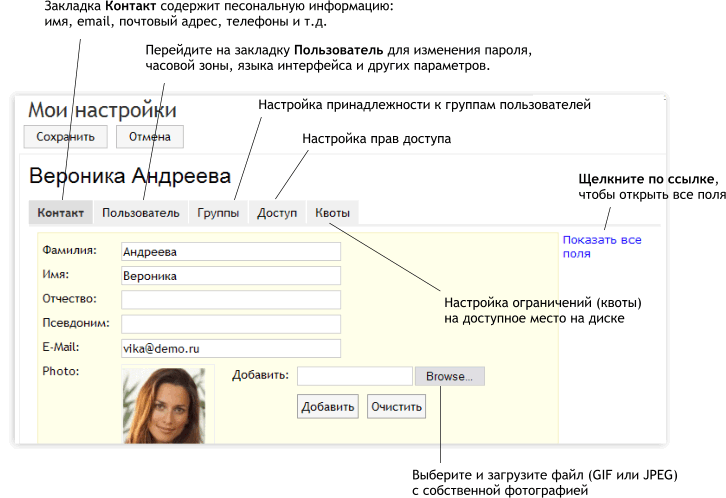 Закладка Контакт содержит песональную информацию:
имя, email, почтовый адрес, телефоны и т.д.
Перейдите на закладку Пользователь для изменения пароля,
часовой зоны, языка интерфейса и других параметров.
Мои настройки
Настройка принадлежности к группам пользователей
Сохранить Отмена
Настройка прав доступа
Вероника Андреева
Щелкните по ссылке,
чтобы открыть все поля
Контакт Пользователь Группы Доступ Квоты
Показать все
поля
Фамилия: Андреева
Имя: Вероника
Отчество:
Псевдоним:
Настройка ограничений (квоты)
на доступное место на диске
E-Mail: vika@demo.ru
Photo: Добавить: Browse...
Добавить Очистить
Выберите и загрузите файл (GIF или JPEG)
с собственной фотографией